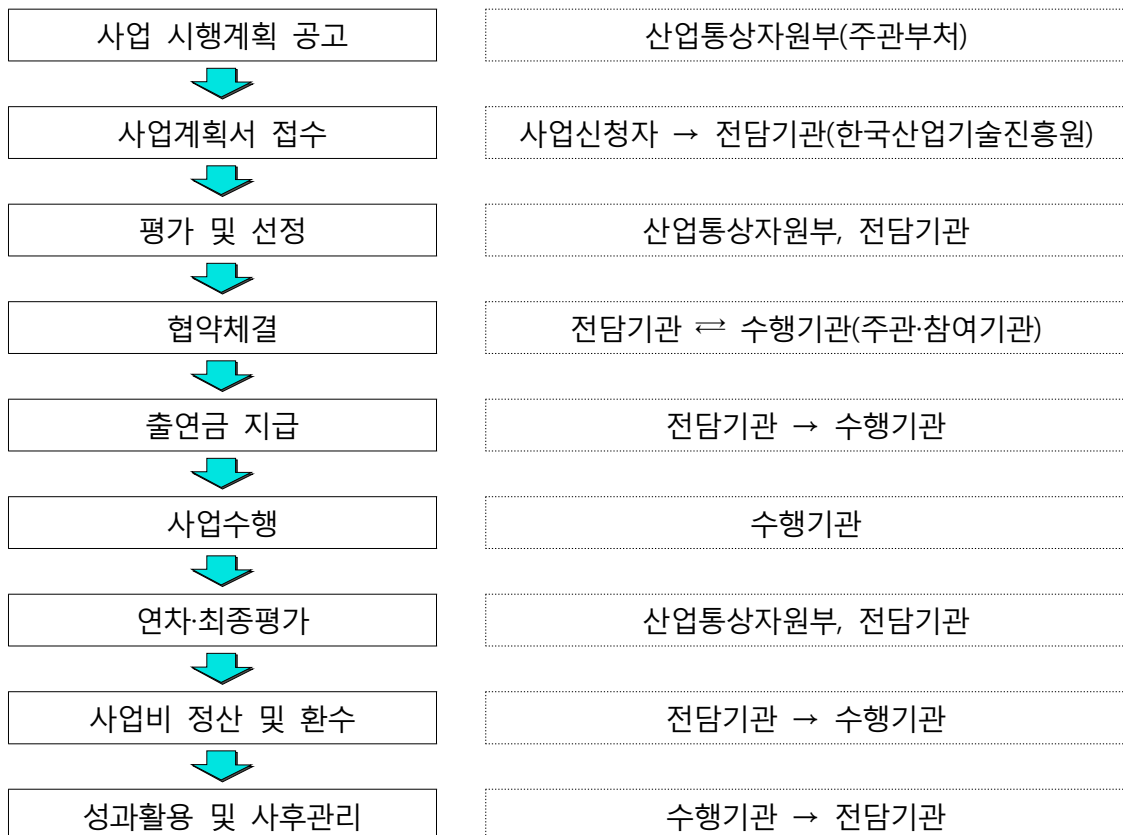 사업 시행계획 공고
산업통상자원부(주관부처)
사업계획서 접수
사업신청자 → 전담기관(한국산업기술진흥원)
평가 및 선정
산업통상자원부, 전담기관
협약체결
전담기관 ⇄ 수행기관(주관·참여기관)
출연금 지급
전담기관 → 수행기관
사업수행
수행기관
연차·최종평가
산업통상자원부, 전담기관
사업비 정산 및 환수
전담기관 → 수행기관
성과활용 및 사후관리
수행기관 → 전담기관